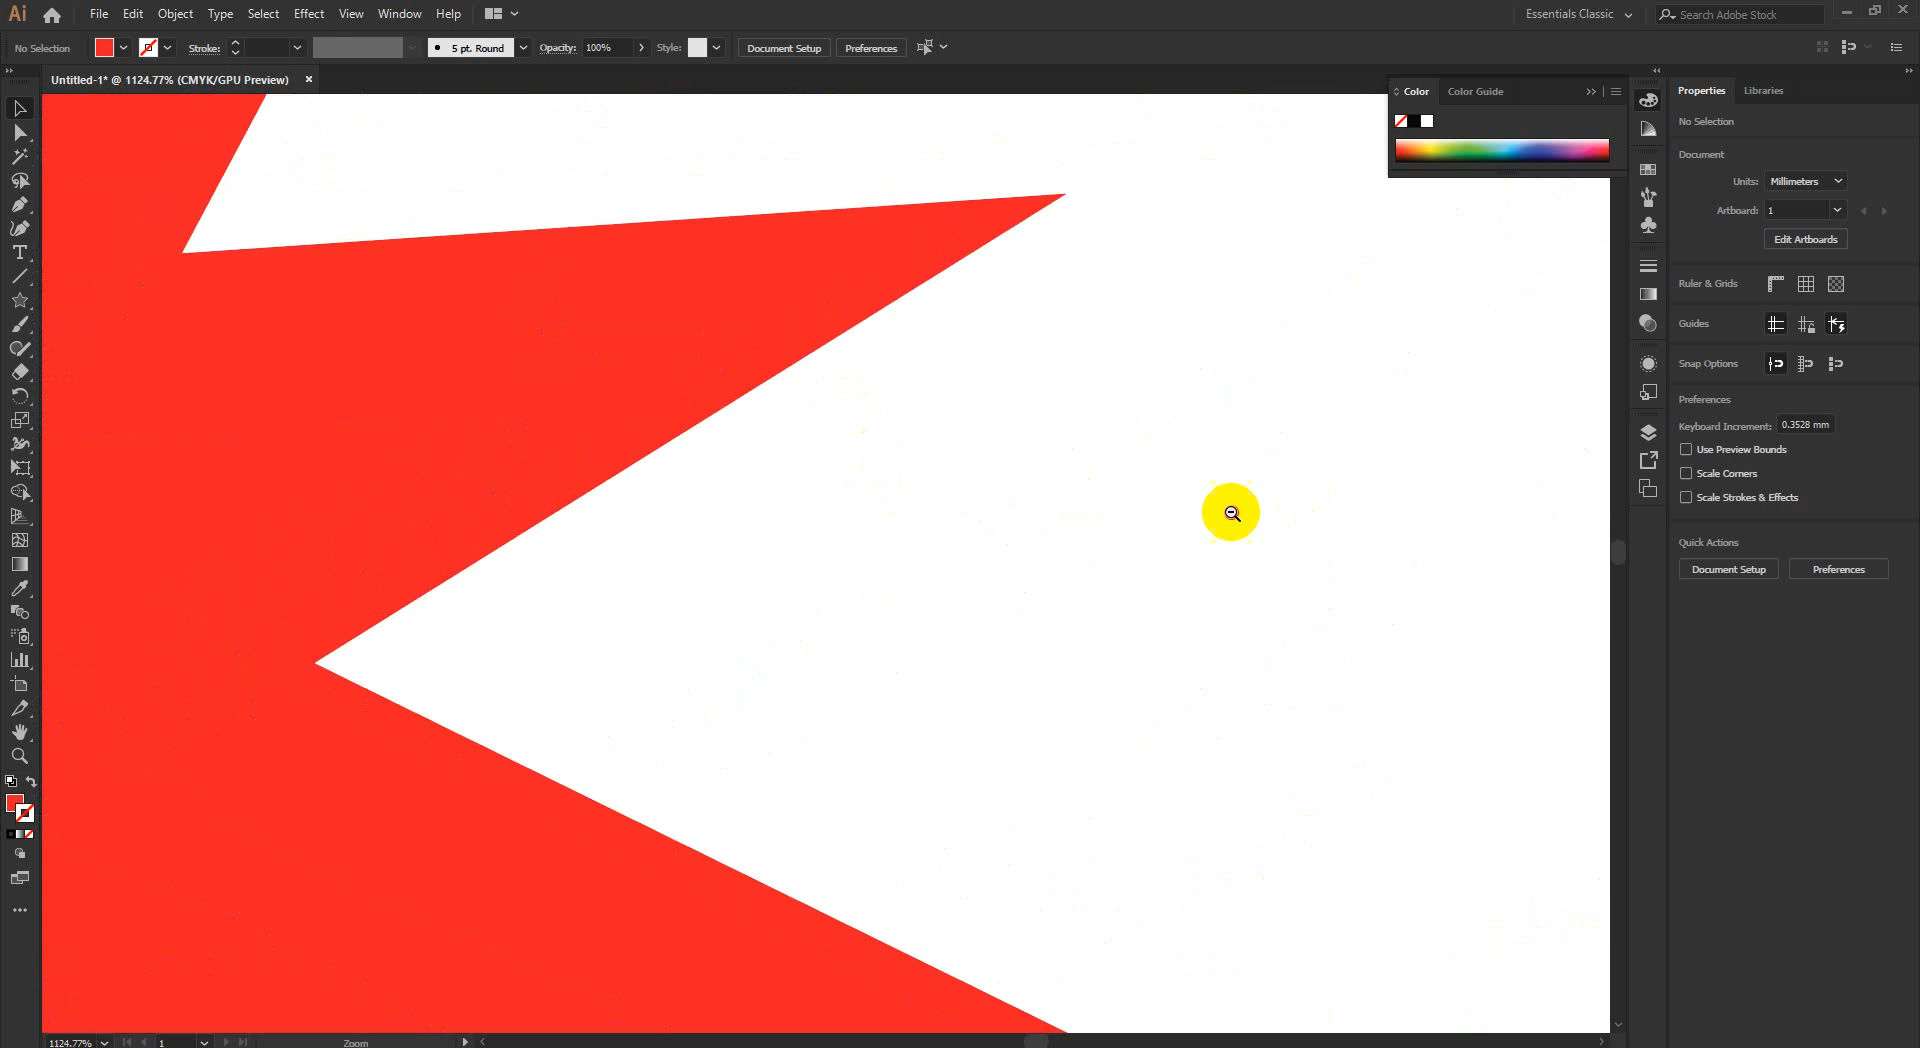 Ai File Edit Object Type Select Effect View Window Help Essentials Classic Search Adobe Stock
No Selection Stroke: 5 pt. Round Opacity: 100% Style: Document Setup Preferences
Untitled-1* @ 1124.77% (CMYK/GPU Preview) ×
Color Color Guide
Properties Libraries
No Selection
Document
Units: Millimeters
Artboard: 1
Edit Artboards
Ruler & Grids
Guides
Snap Options
Preferences
Keyboard Increment: 0.3528 mm
Use Preview Bounds
Scale Corners
Scale Strokes & Effects
Quick Actions
Document Setup Preferences
1124.77% 1 Zoom